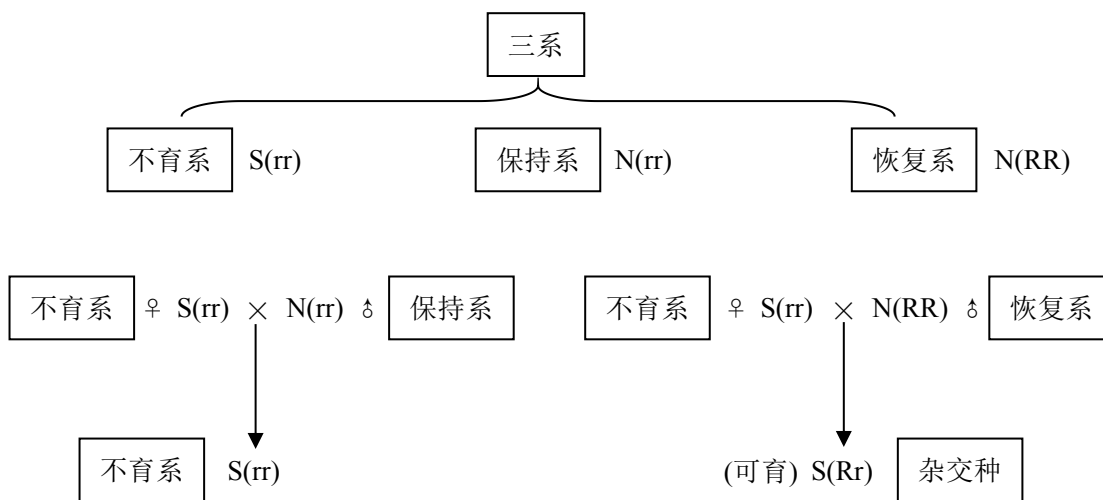 三系
不育系 S(rr) 保持系 N(rr) 恢复系 N(RR)
不育系 ♀ S(rr) × N(rr) ♂ 保持系 不育系 ♀ S(rr) × N(RR) ♂ 恢复系
不育系 S(rr) (可育) S(Rr) 杂交种